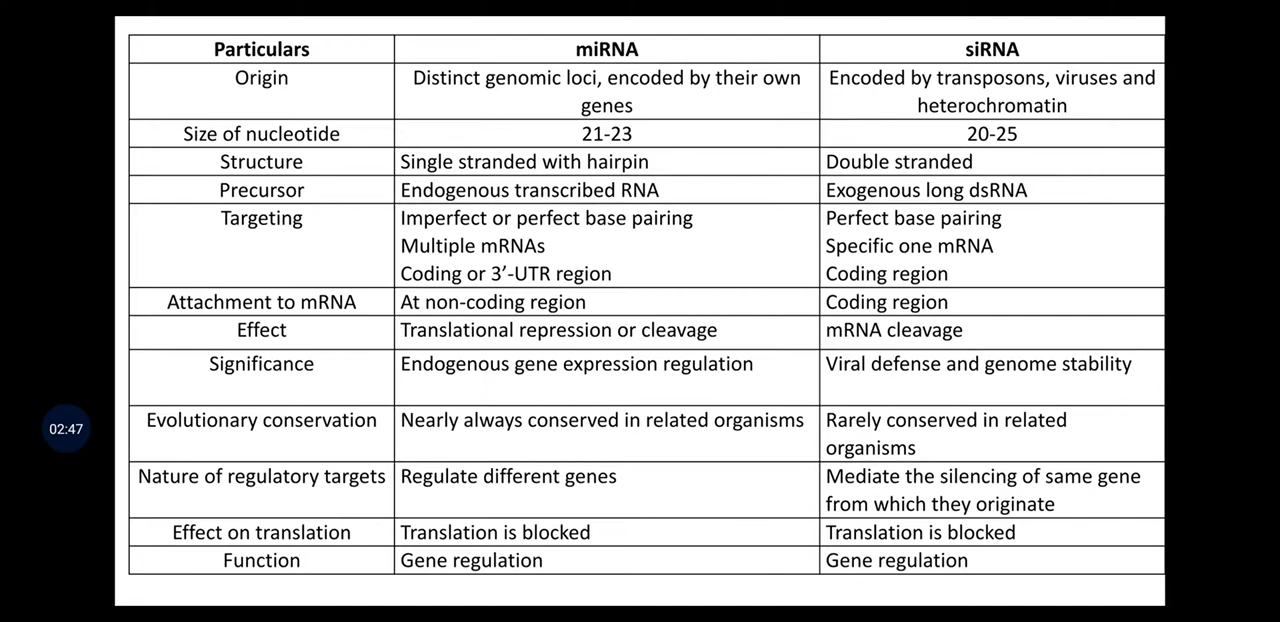 Particulars miRNA siRNA
Origin Distinct genomic loci, encoded by their own genes Encoded by transposons, viruses and heterochromatin
Size of nucleotide 21-23 20-25
Structure Single stranded with hairpin Double stranded
Precursor Endogenous transcribed RNA Exogenous long dsRNA
Targeting Imperfect or perfect base pairing Perfect base pairing
Multiple mRNAs Specific one mRNA
Coding or 3’-UTR region Coding region
Attachment to mRNA At non-coding region Coding region
Effect Translational repression or cleavage mRNA cleavage
Significance Endogenous gene expression regulation Viral defense and genome stability
Evolutionary conservation Nearly always conserved in related organisms Rarely conserved in related
organisms
Nature of regulatory targets Regulate different genes Mediate the silencing of same gene
from which they originate
Effect on translation Translation is blocked Translation is blocked
Function Gene regulation Gene regulation
02:47